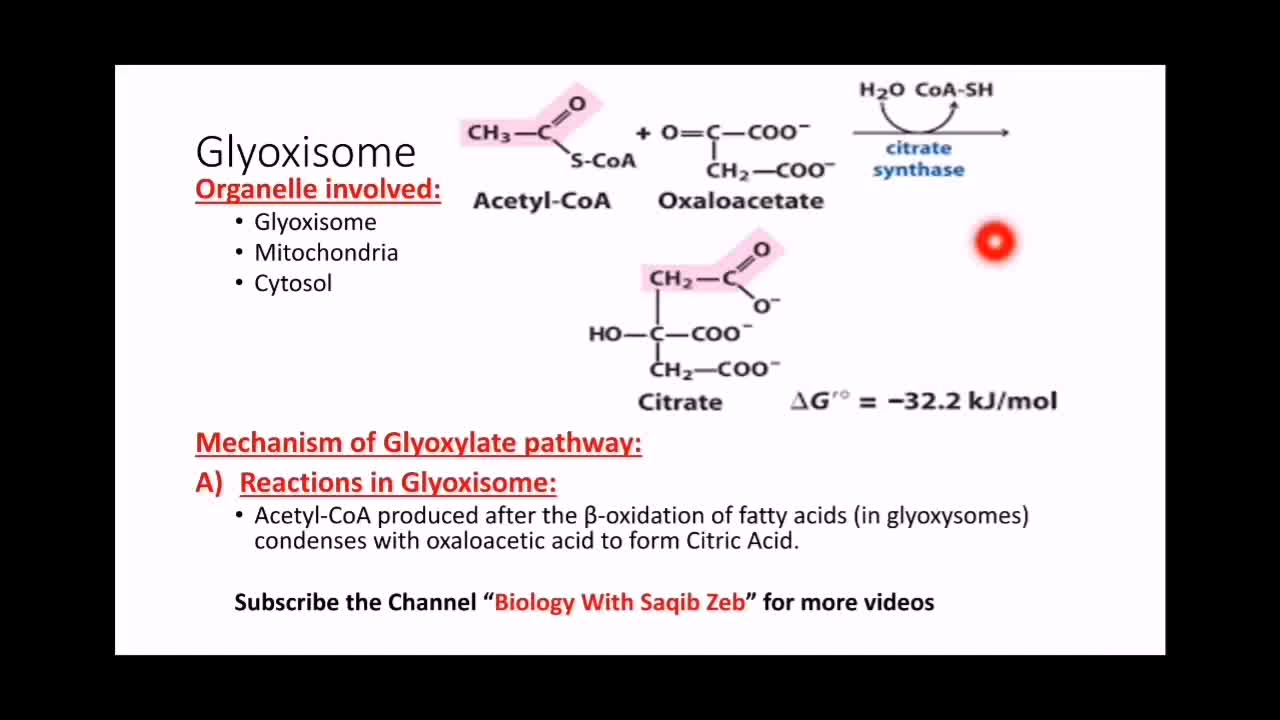 Glyoxisome
Organelle involved:
• Glyoxisome
• Mitochondria
• Cytosol
CH₃—C
O
S-CoA
Acetyl-CoA
+ O=C—COO⁻
CH₂—COO⁻
Oxaloacetate
H₂O CoA-SH
citrate
synthase
CH₂—C
O
O⁻
HO—C—COO⁻
CH₂—COO⁻
Citrate
ΔG′° = −32.2 kJ/mol
Mechanism of Glyoxylate pathway:
A) Reactions in Glyoxisome:
• Acetyl-CoA produced after the β-oxidation of fatty acids (in glyoxysomes)
condenses with oxaloacetic acid to form Citric Acid.
Subscribe the Channel “Biology With Saqib Zeb” for more videos